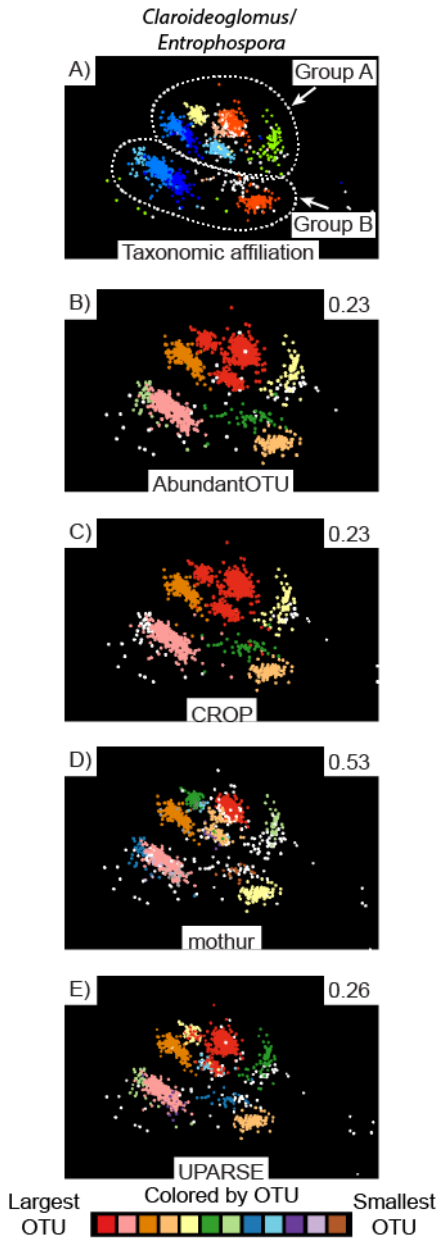 Claroideoglomus/
Entrophospora
A)
Group A
Group B
Taxonomic affiliation
B)
0.23
AbundantOTU
C)
0.23
CROP
D)
0.53
mothur
E)
0.26
UPARSE
Largest
OTU
Colored by OTU
Smallest
OTU